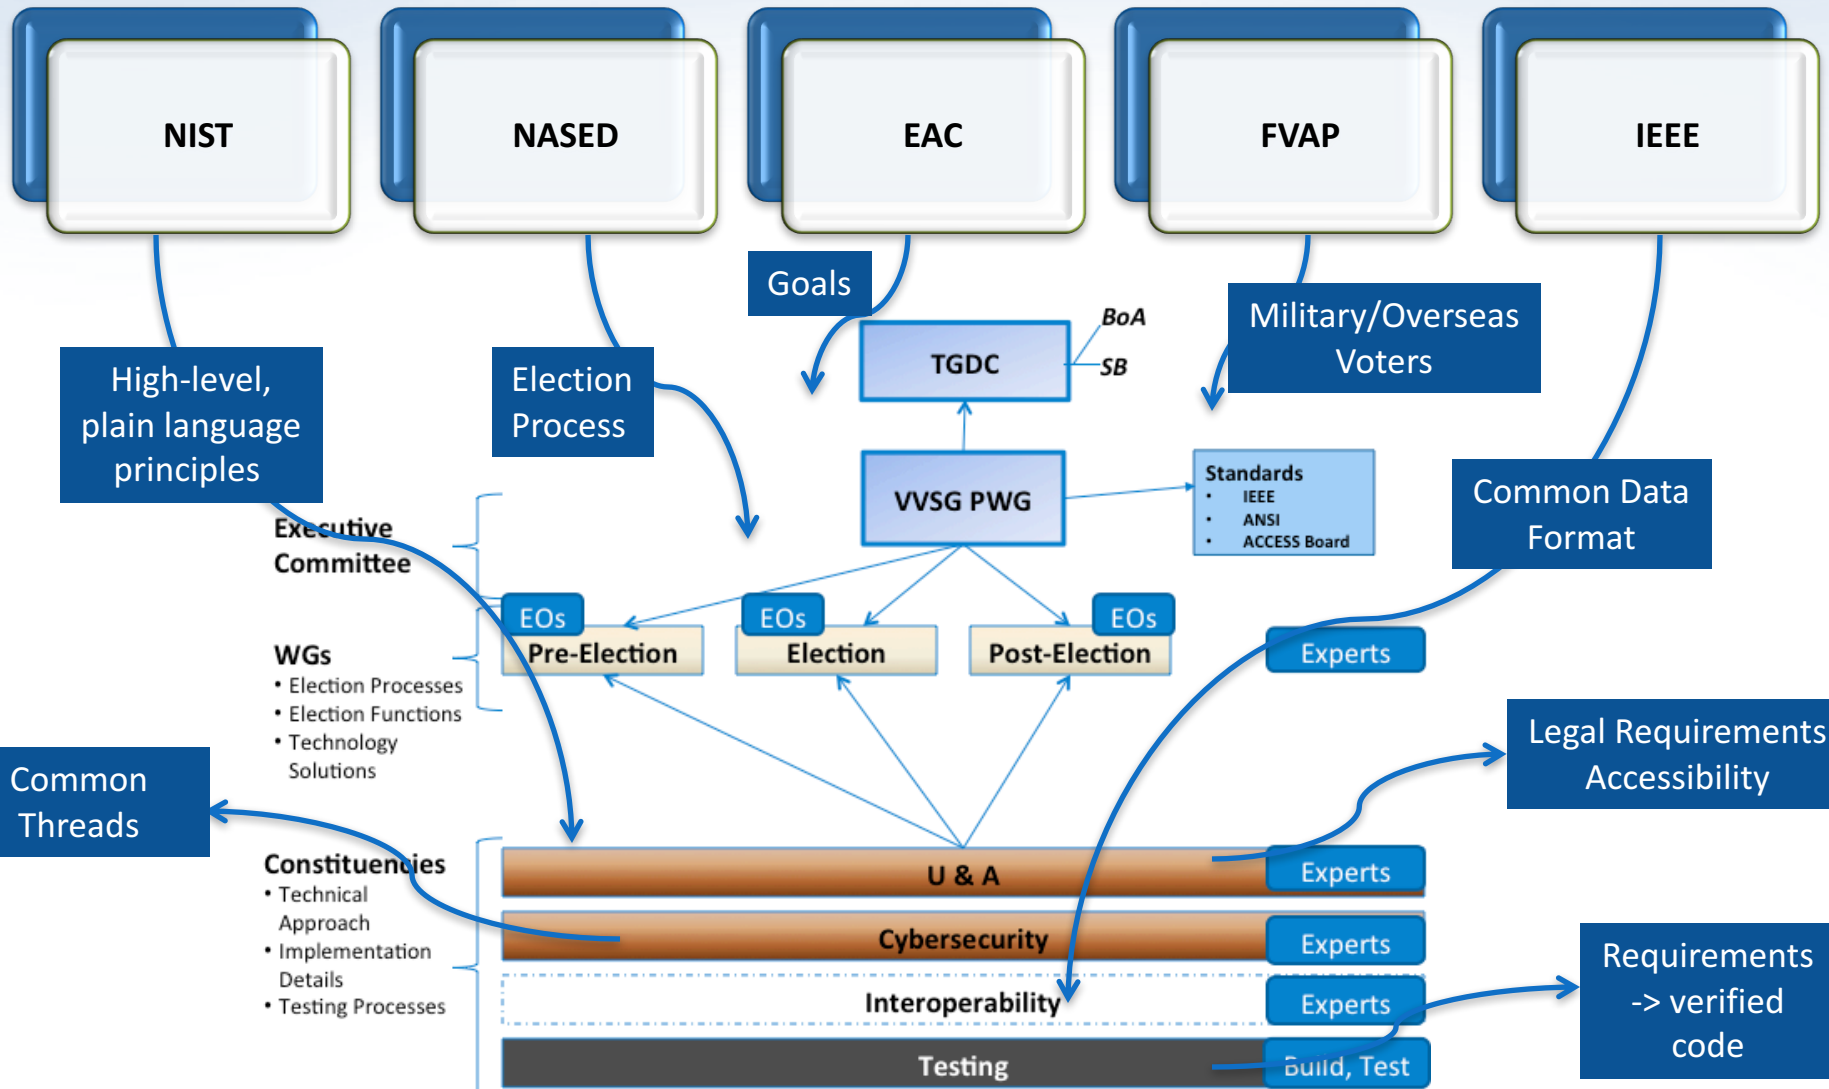 NIST
NASED
EAC
FVAP
IEEE
Goals
High-level,
plain language
principles
Election
Process
TGDC
BoA
SB
Military/Overseas
Voters
VVSG PWG
Standards
• IEEE
• ANSI
• ACCESS Board
Common Data
Format
Executive
Committee
EOs
EOs
EOs
WGs
• Election Processes
• Election Functions
• Technology
Solutions
Pre-Election
Election
Post-Election
Experts
Legal Requirements
Accessibility
Common
Threads
Constituencies
• Technical
Approach
• Implementation
Details
• Testing Processes
U & A
Experts
Cybersecurity
Experts
Interoperability
Experts
Testing
Build, Test
Requirements
-> verified
code